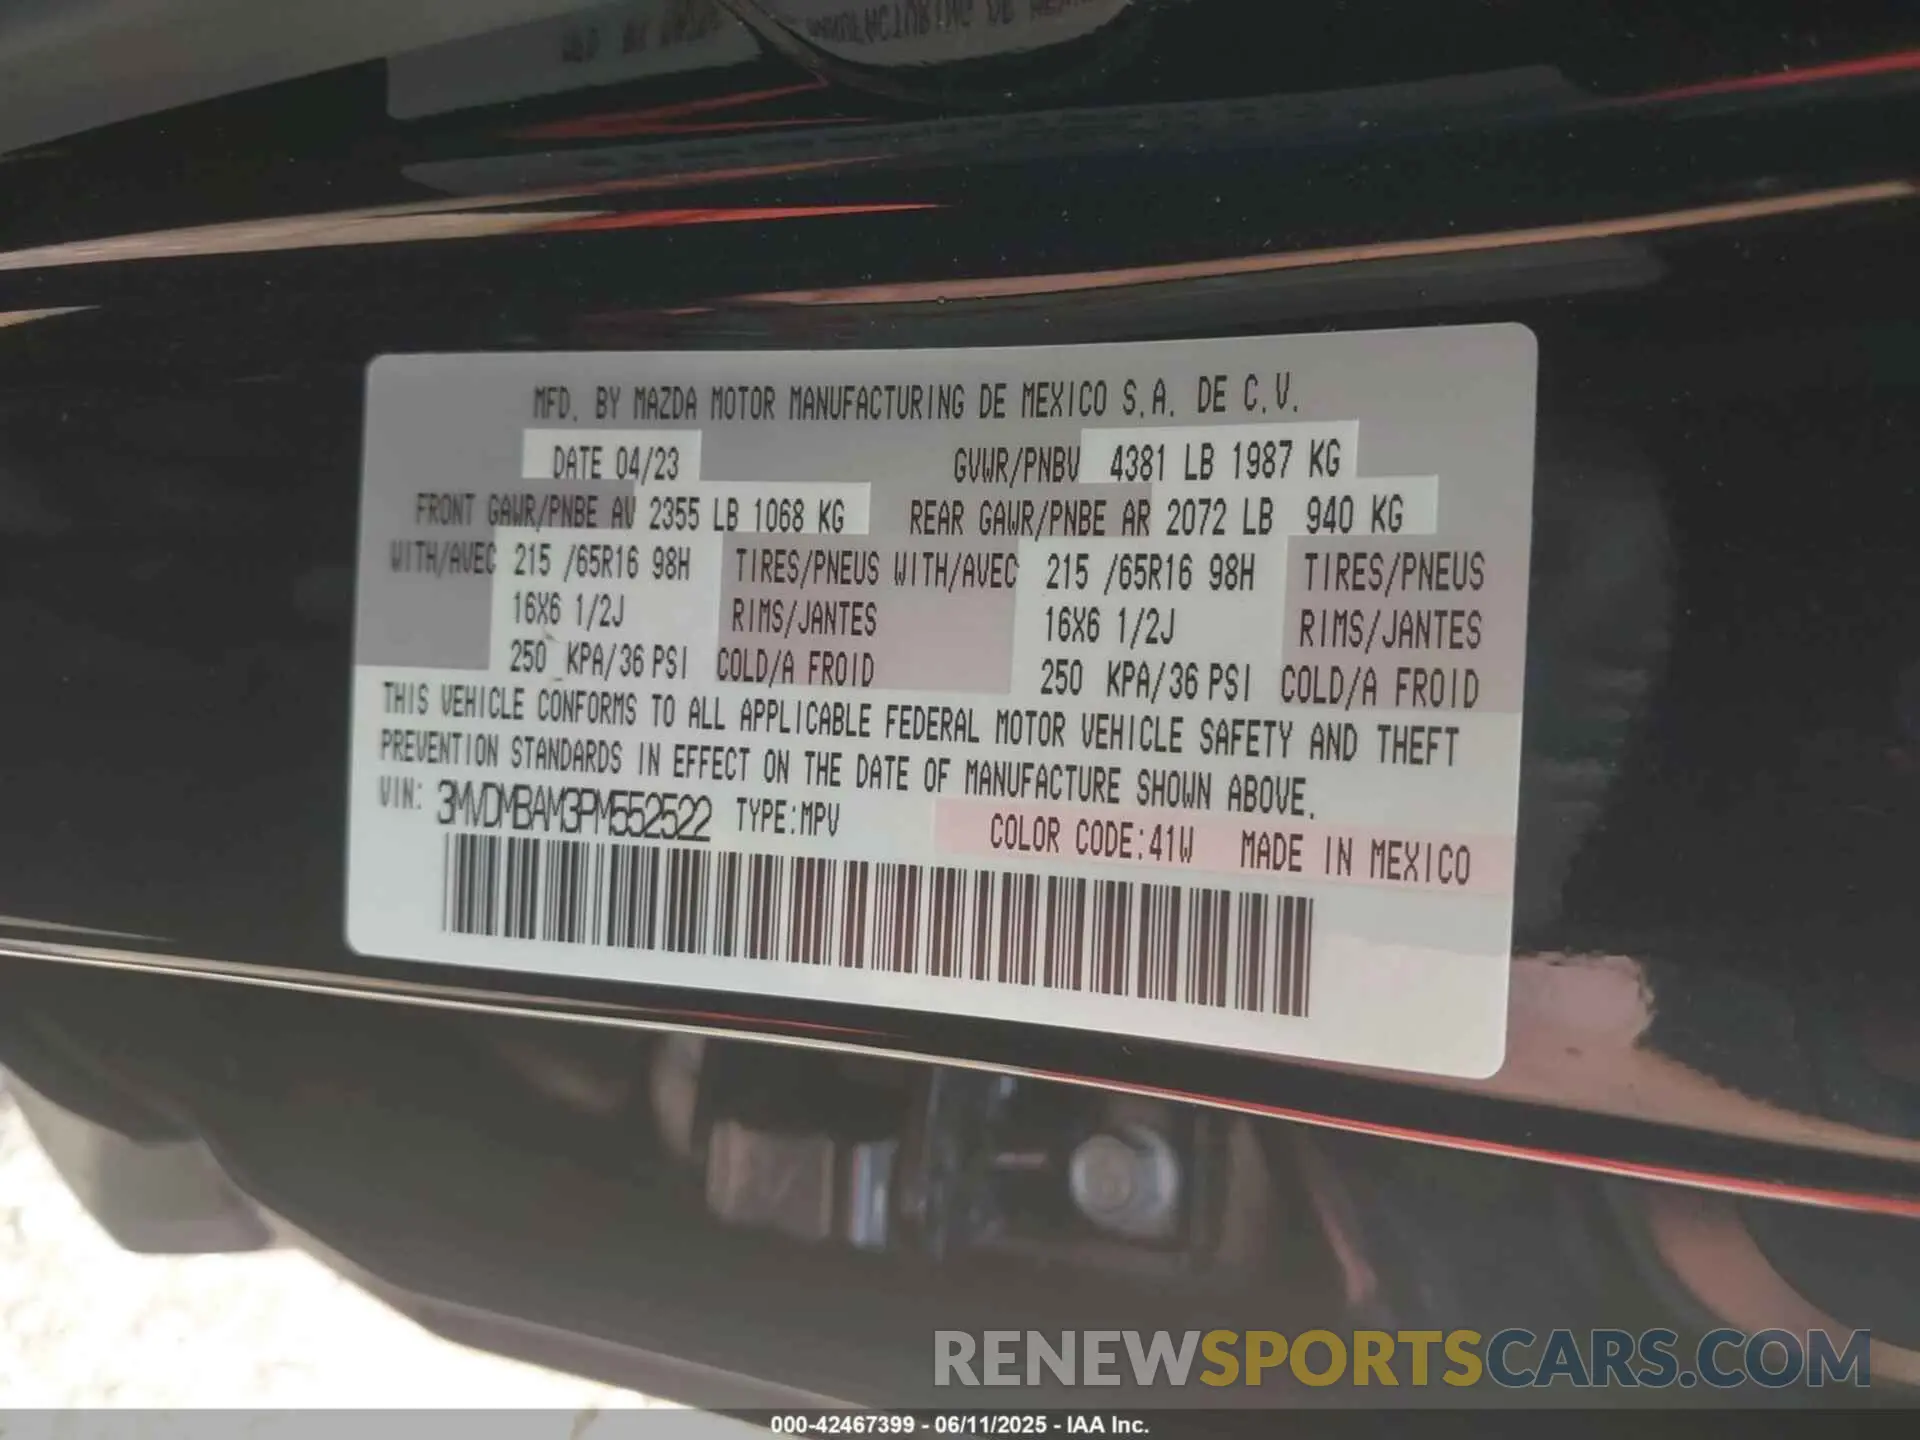 MFD. BY MAZDA MOTOR MANUFACTURING DE MEXICO S.A. DE C.V.
DATE 04/23 GVWR/PNBV 4381 LB 1987 KG
FRONT GAWR/PNBE AV 2355 LB 1068 KG REAR GAWR/PNBE AR 2072 LB 940 KG
WITH/AVEC 215 /65R16 98H TIRES/PNEUS WITH/AVEC 215 /65R16 98H TIRES/PNEUS
16X6 1/2J RIMS/JANTES 16X6 1/2J RIMS/JANTES
250 KPA/36 PSI COLD/A FROID 250 KPA/36 PSI COLD/A FROID
THIS VEHICLE CONFORMS TO ALL APPLICABLE FEDERAL MOTOR VEHICLE SAFETY AND THEFT
PREVENTION STANDARDS IN EFFECT ON THE DATE OF MANUFACTURE SHOWN ABOVE.
VIN: 3MVDMBAM3PM552522 TYPE:MPV COLOR CODE:41W MADE IN MEXICO
RENEWSPORTSCARS.COM
000-42467399 - 06/11/2025 - IAA Inc.